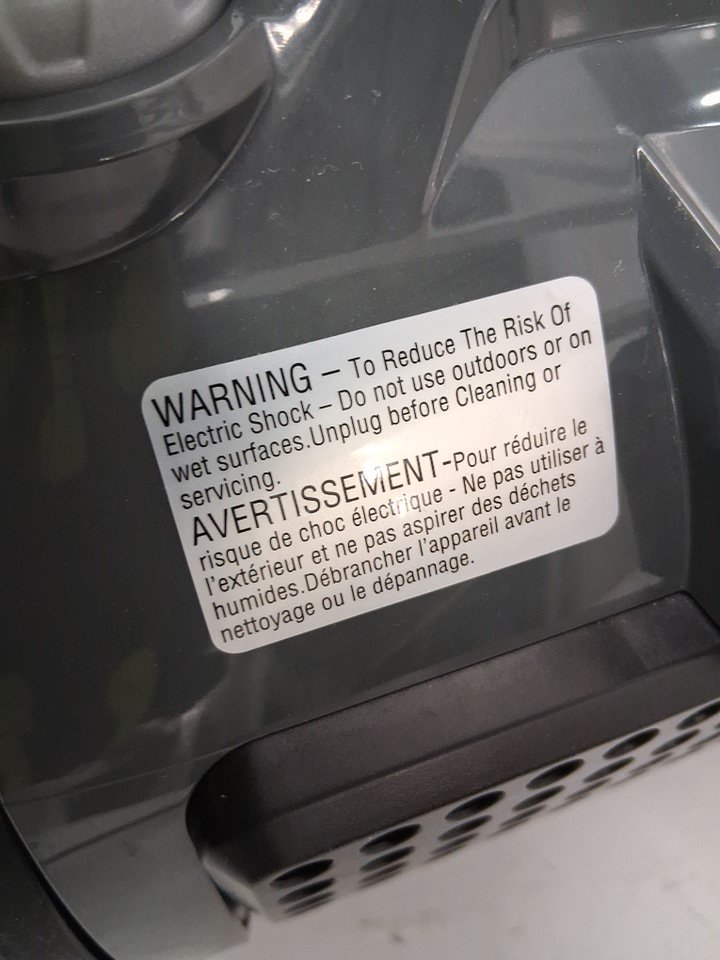 WARNING – To Reduce The Risk Of
Electric Shock – Do not use outdoors or on
wet surfaces.Unplug before Cleaning or
servicing.
AVERTISSEMENT-Pour réduire le
risque de choc électrique - Ne pas utiliser à
l'extérieur et ne pas aspirer des déchets
humides.Débrancher l'appareil avant le
nettoyage ou le dépannage.